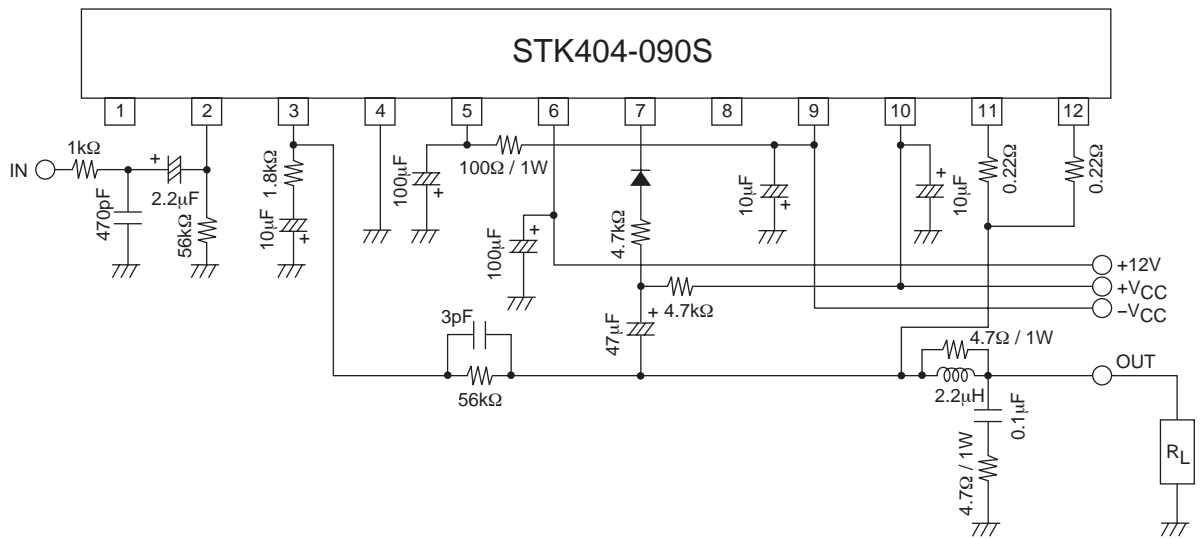 STK404-090S
1 2 3 4 5 6 7 8 9 10 11 12
IN
1kΩ
470pF
+
2.2µF
56kΩ
1.8kΩ
10µF
+
100µF
+
100Ω / 1W
100µF
+
4.7kΩ
4.7kΩ
47µF
+
10µF
+
10µF
+
0.22Ω
0.22Ω
+12V
+VCC
−VCC
3pF
56kΩ
4.7Ω / 1W
2.2µH
OUT
0.1µF
4.7Ω / 1W
RL